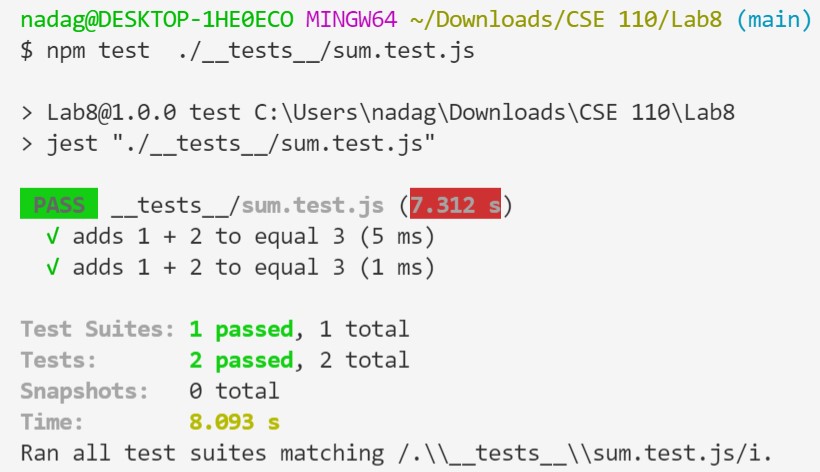 nadag@DESKTOP-1HE0ECO MINGW64 ~/Downloads/CSE 110/Lab8 (main)
$ npm test  ./__tests__/sum.test.js

> Lab8@1.0.0 test C:\Users\nadag\Downloads\CSE 110\Lab8
> jest "./__tests__/sum.test.js"

PASS __tests__/sum.test.js (7.312 s)
  √ adds 1 + 2 to equal 3 (5 ms)
  √ adds 1 + 2 to equal 3 (1 ms)

Test Suites: 1 passed, 1 total
Tests:       2 passed, 2 total
Snapshots:   0 total
Time:        8.093 s
Ran all test suites matching /.\\__tests__\\sum.test.js/i.